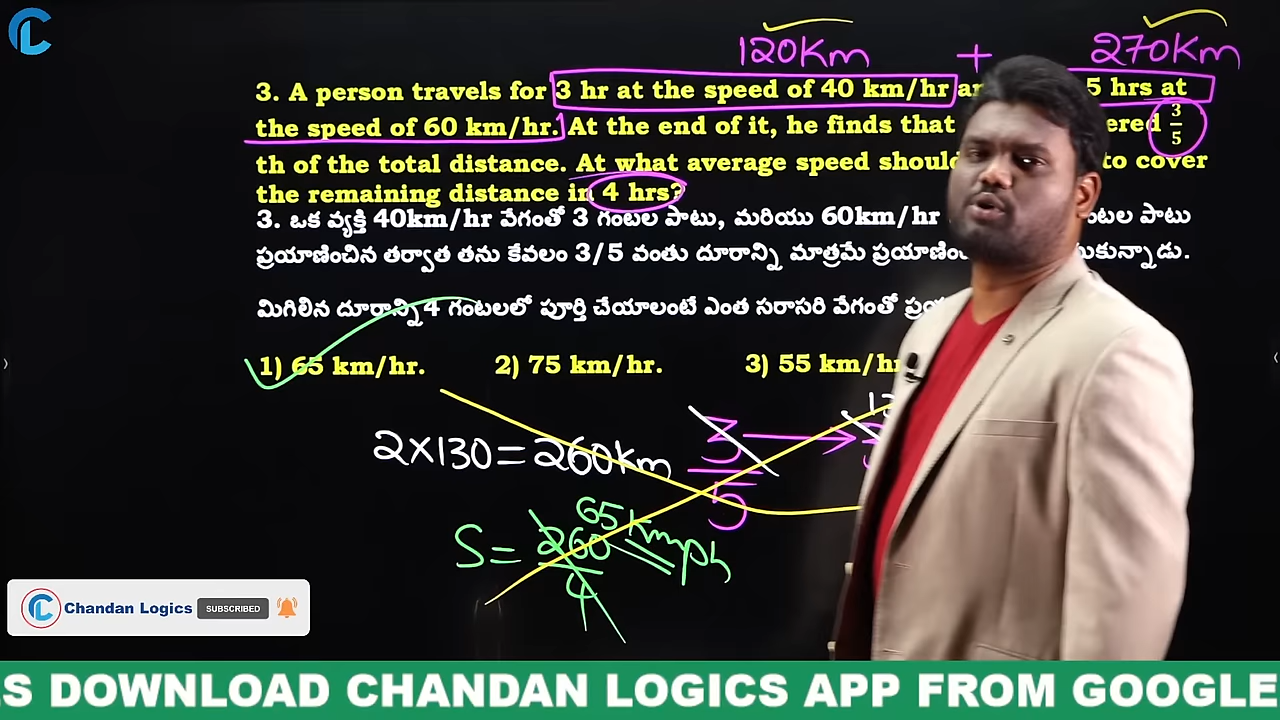 120Km + 270Km
3. A person travels for 3 hr at the speed of 40 km/hr 5 hrs at
the speed of 60 km/hr. At the end of it, he finds that 3/5
th of the total distance. At what average speed to cover
the remaining distance in 4 hrs?
3. ఒక వ్యక్తి 40km/hr వేగంతో 3 గంటల పాటు, మరియు 60km/hr పాటు
ప్రయాణించిన తర్వాత తను కేవలం 3/5 వంతు దూరాన్ని మాత్రమే
మిగిలిన దూరాన్ని 4 గంటలలో పూర్తి చేయాలంటే ఎంత సరాసరి వేగంతో
1) 65 km/hr. 2) 75 km/hr. 3) 55 km/hr
2×130=260km 3/5
S= 260/4 65 Kmph
Chandan Logics SUBSCRIBED
S DOWNLOAD CHANDAN LOGICS APP FROM GOOGLE